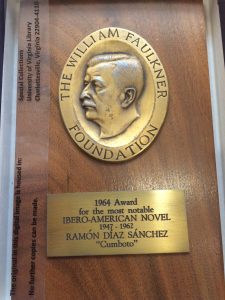 THE WILLIAM FAULKNER
FOUNDATION
1964 Award
for the most notable
IBERO-AMERICAN NOVEL
1947 - 1962
RAMÓN DÍAZ SÁNCHEZ
"Cumboto"
The original of this digital image is housed in:
Special Collections
University of Virginia Library
Charlottesville, Virginia 22904-4110
No further copies can be made.